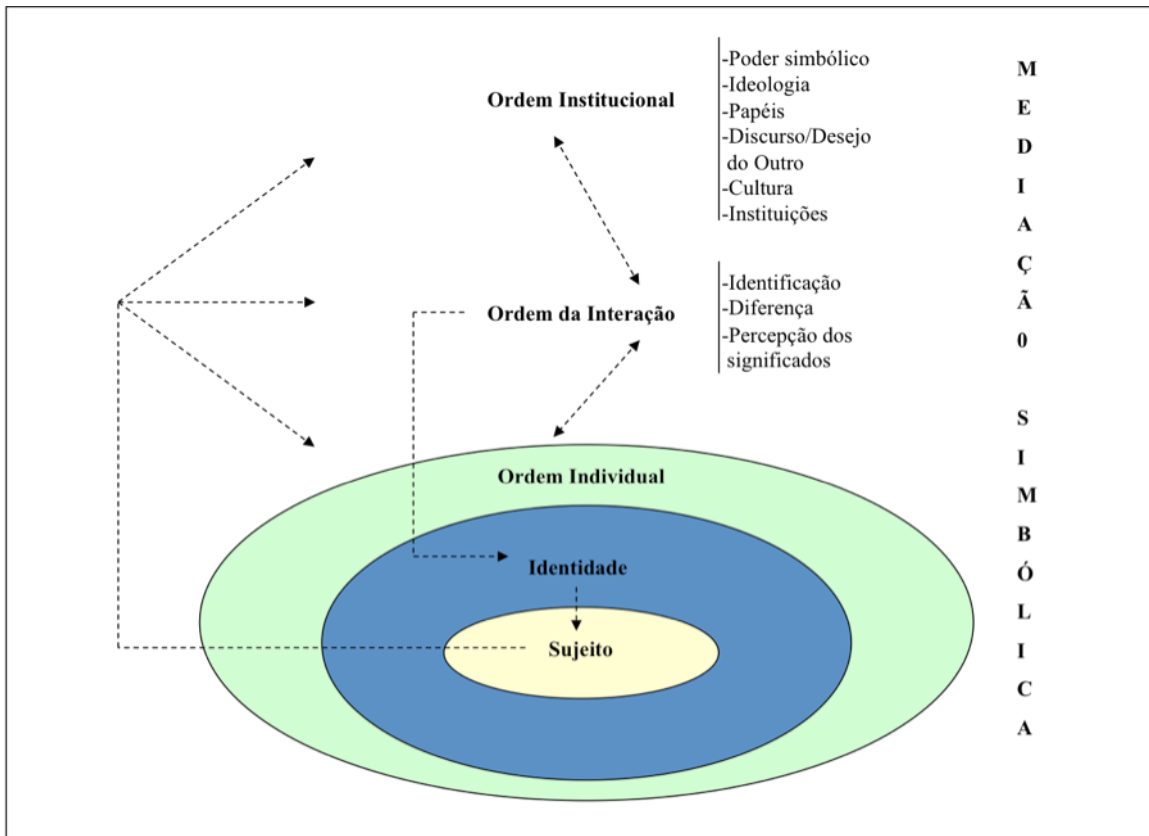 Ordem Institucional
-Poder simbólico
-Ideologia
-Papéis
-Discurso/Desejo
do Outro
-Cultura
-Instituições
Ordem da Interação
-Identificação
-Diferença
-Percepção dos
significados
Ordem Individual
Identidade
Sujeito
M
E
D
I
A
Ç
Ã
0
S
I
M
B
Ó
L
I
C
A